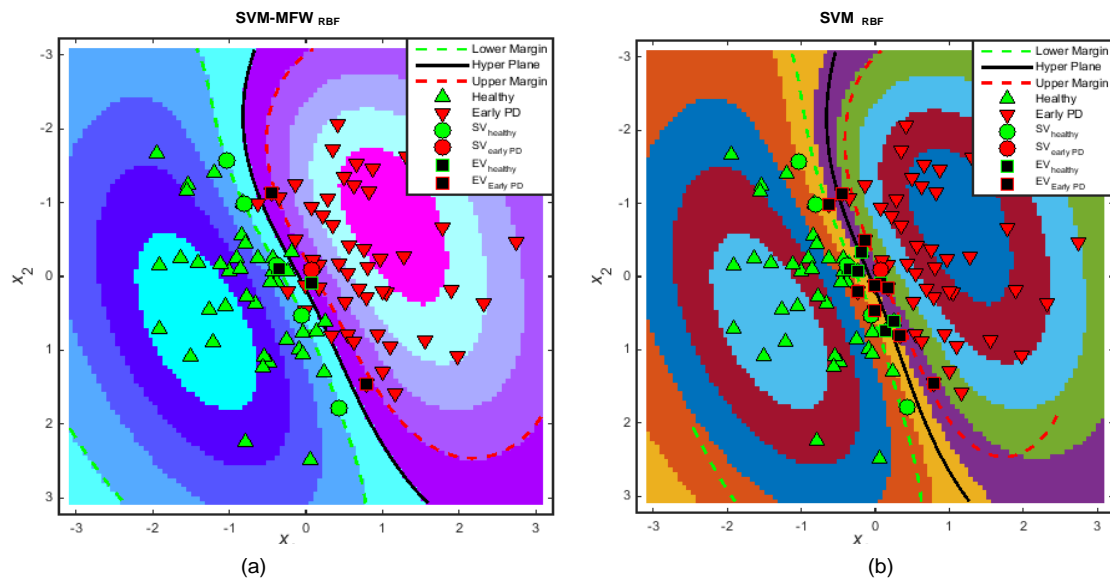 SVM-MFW RBF
-3
-2
-1
0
1
2
3
x2
-3 -2 -1 0 1 2 3
x
Lower Margin
Hyper Plane
Upper Margin
Healthy
Early PD
SVhealthy
SVearly PD
EVhealthy
EVEarly PD
(a)
SVM RBF
-3
-2
-1
0
1
2
3
x2
-3 -2 -1 0 1 2 3
x
Lower Margin
Hyper Plane
Upper Margin
Healthy
Early PD
SVhealthy
SVearly PD
EVhealthy
EVEarly PD
(b)